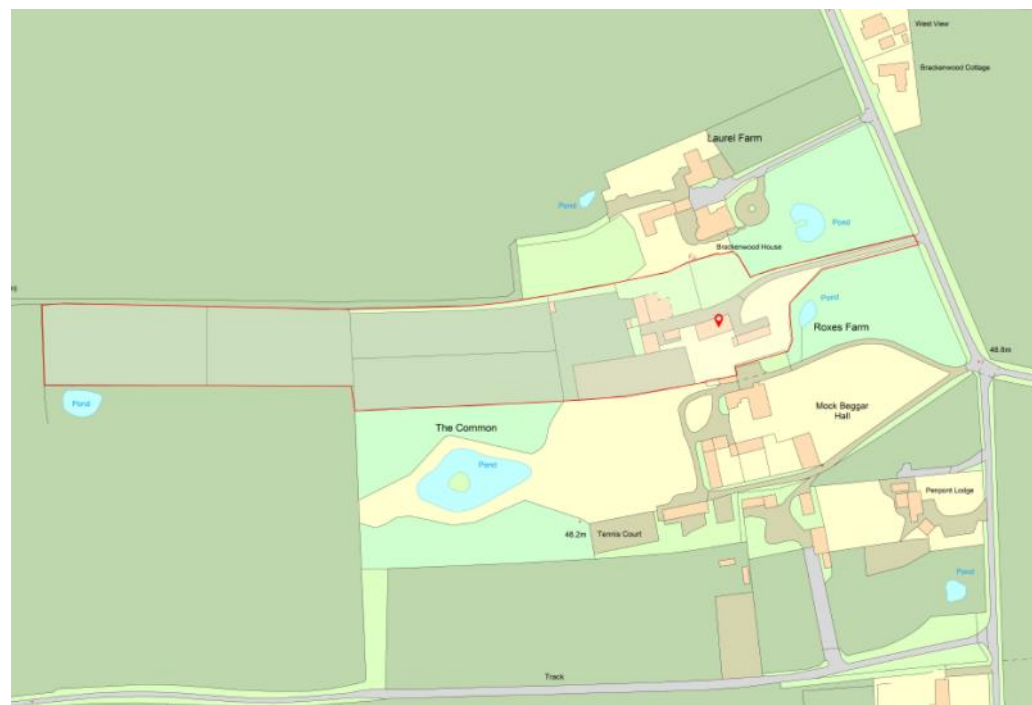 West View
Brackenwood Cottage
Laurel Farm
Pond
Pond
Brackenwood House
Pond
Roxes Farm
48.8m
Pond
Mock Beggar
Hall
The Common
Pond
Penpont Lodge
48.2m
Tennis Court
Pond
Track